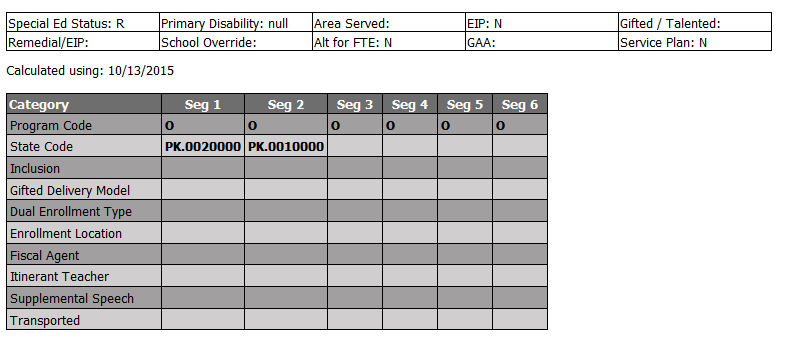 Special Ed Status: R Primary Disability: null Area Served: EIP: N Gifted / Talented:
Remedial/EIP: School Override: Alt for FTE: N GAA: Service Plan: N
Calculated using: 10/13/2015
Category Seg 1 Seg 2 Seg 3 Seg 4 Seg 5 Seg 6
Program Code O O O O O O
State Code PK.0020000 PK.0010000
Inclusion
Gifted Delivery Model
Dual Enrollment Type
Enrollment Location
Fiscal Agent
Itinerant Teacher
Supplemental Speech
Transported